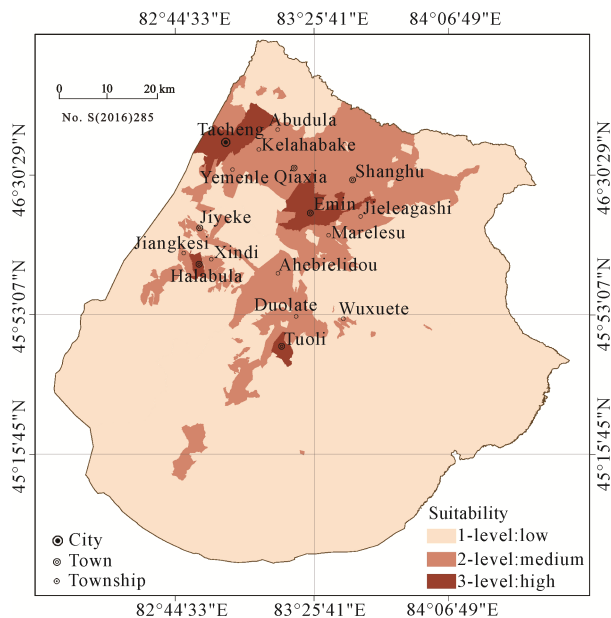 82°44'33"E 83°25'41"E 84°06'49"E
0 10 20 km
No. S(2016)285
Abudula
Tacheng
Kelahabake
Yemenle Qiaxia
Shanghu
Emin
Jieleagashi
Jiyeke
Marelesu
Jiangkesi
Xindi
Halabula
Ahebielidou
Duolate
Wuxuete
Tuoli
46°30'29"N
45°53'07"N
45°15'45"N
46°30'29"N
45°53'07"N
45°15'45"N
City
Town
Township
Suitability
1-level:low
2-level:medium
3-level:high
82°44'33"E 83°25'41"E 84°06'49"E